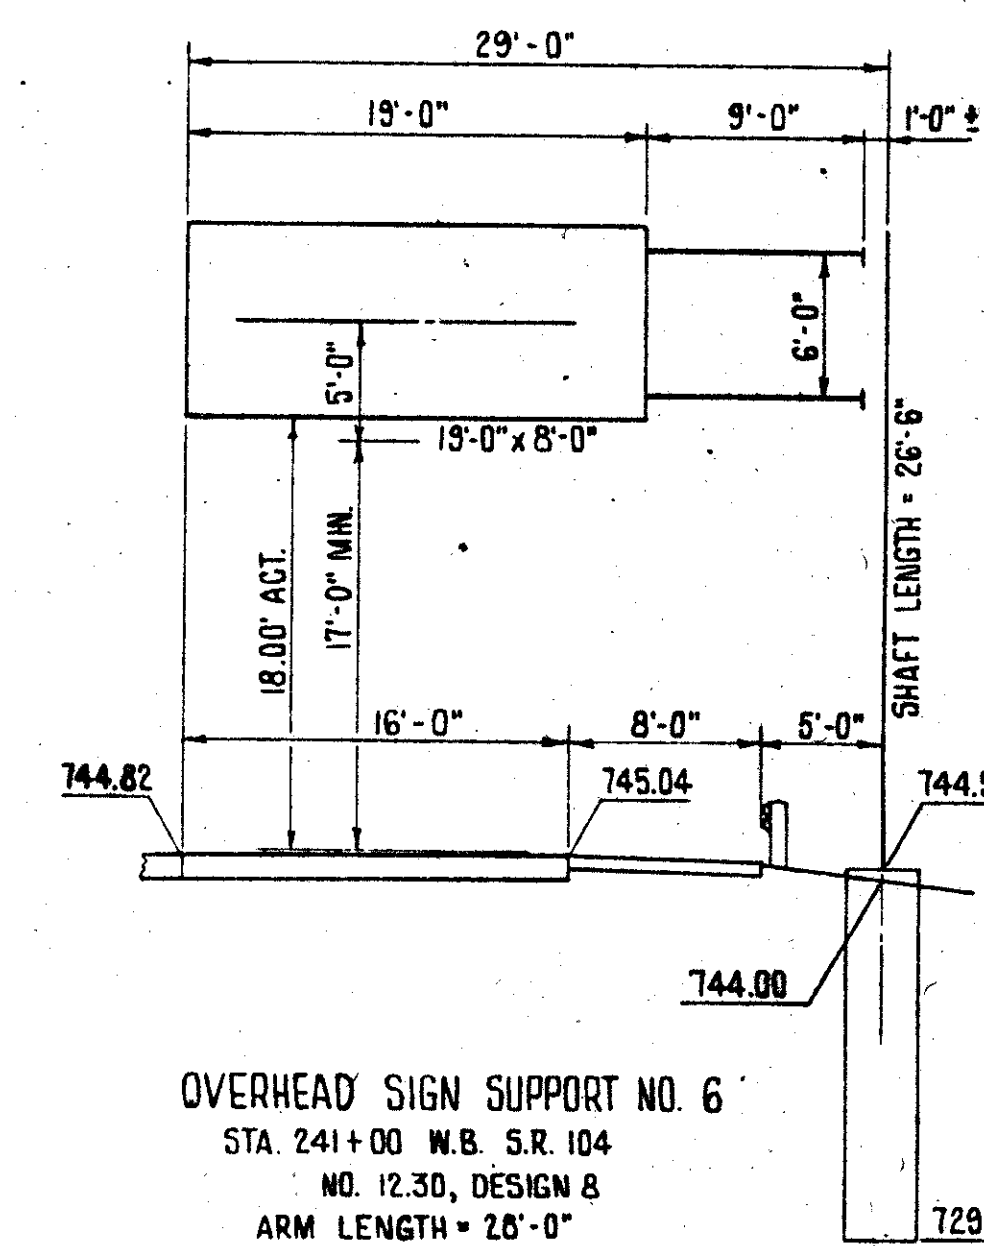 29'-0"
19'-0" 9'-0" 1'-0" ±
5'-0"
6'-0"
19'-0" x 8'-0"
SHAFT LENGTH = 26'-6"
18.00' ACT.
17'-0" MIN.
16'-0" 8'-0" 5'-0"
744.82 745.04
744.00
OVERHEAD SIGN SUPPORT NO. 6
STA. 241+00 W.B. S.R. 104
NO. 12.30, DESIGN 8
ARM LENGTH = 28'-0"
729